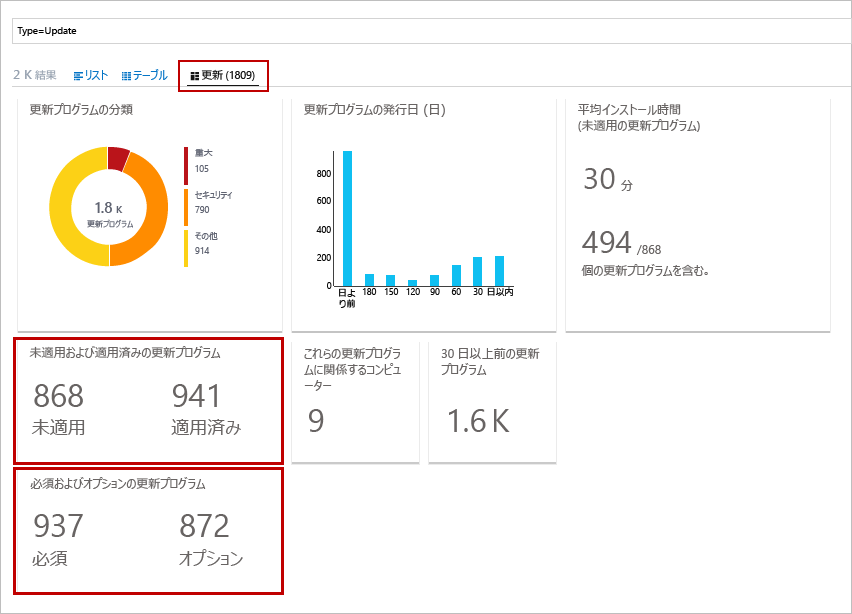 Type=Update
2 K 結果
リスト
テーブル
更新 (1809)
更新プログラムの分類
1.8 K
更新プログラム
重大
105
セキュリティ
790
その他
914
更新プログラムの発行日 (日)
800
600
400
200
0
日よ
り前
180
150
120
90
60
30
日以内
平均インストール時間
(未適用の更新プログラム)
30 分
494 /868
個の更新プログラムを含む。
未適用および適用済みの更新プログラム
868
未適用
941
適用済み
これらの更新プログラ
ムに関係するコンピュ
ーター
9
30 日以上前の更新
プログラム
1.6 K
必須およびオプションの更新プログラム
937
必須
872
オプション